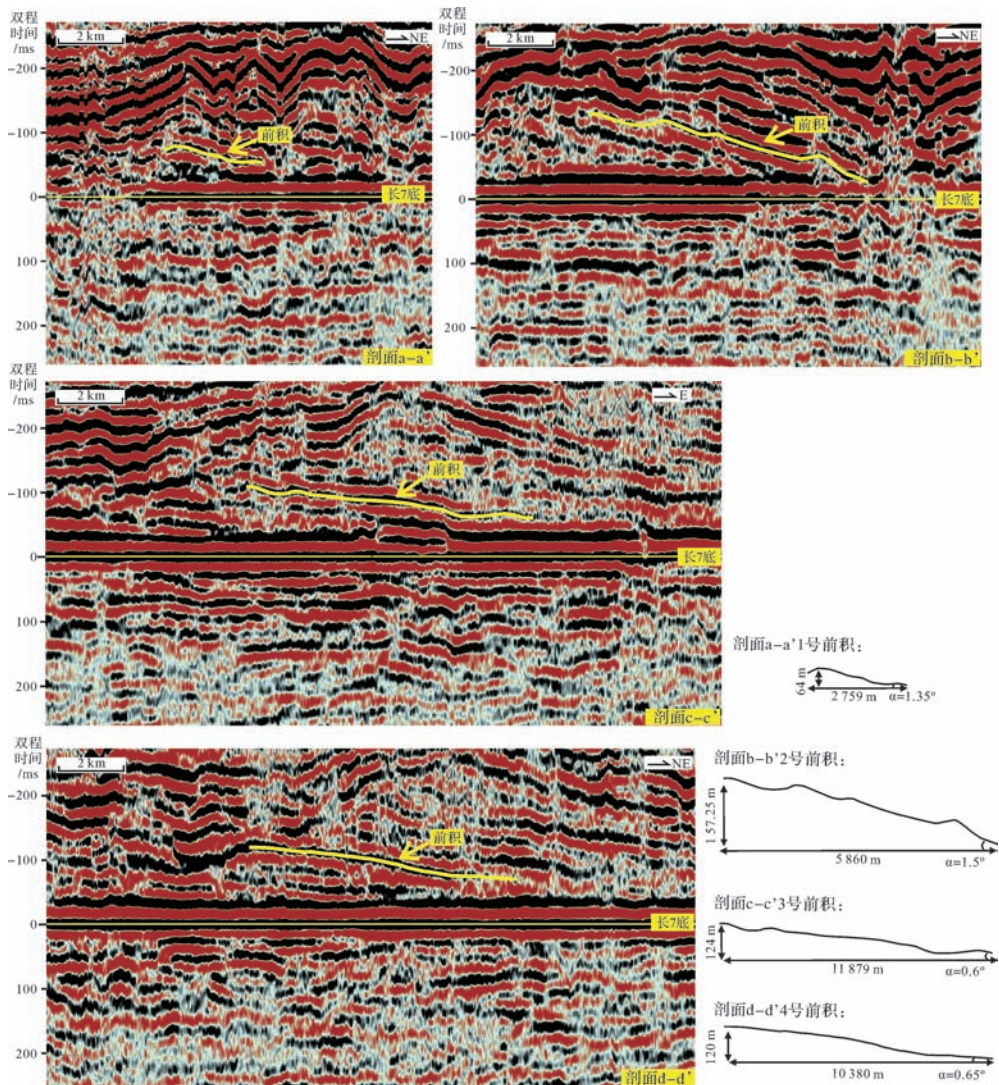 双程
时间
/ms
2 km
NE
-200
前积
-100
0
长7底
100
200
剖面a-a'
双程
时间
/ms
2 km
NE
-200
前积
-100
0
长7底
100
200
剖面b-b'
双程
时间
/ms
2 km
E
-200
前积
-100
0
长7底
100
200
剖面c-c'
剖面a-a'1号前积：
64 m
2 759 m
α=1.35°
双程
时间
/ms
2 km
NE
前积
-100
0
长7底
100
200
剖面d-d'
剖面b-b'2号前积：
157.25 m
5 860 m
α=1.5°
剖面c-c'3号前积：
124 m
11 879 m
α=0.6°
剖面d-d'4号前积：
120 m
10 380 m
α=0.65°